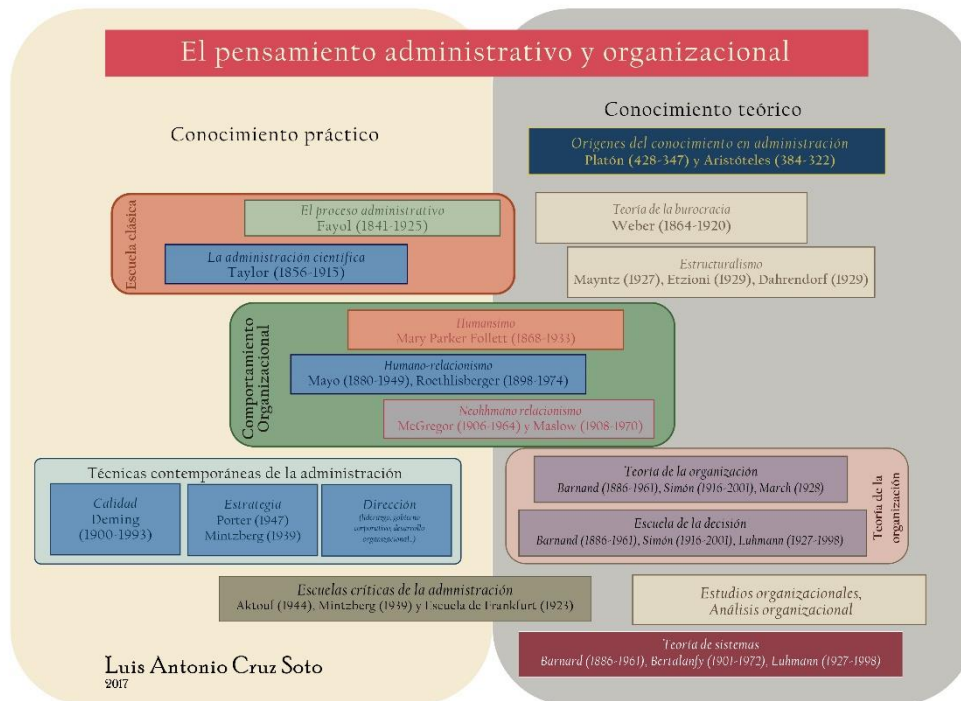 El pensamiento administrativo y organizacional
Conocimiento práctico
Conocimiento teórico
Origenes del conocimiento en administración
Platón (428-347) y Aristóteles (384-322)
Escuela clásica
El proceso administrativo
Fayol (1841-1925)
La administración científica
Taylor (1856-1915)
Teoría de la burocracia
Weber (1864-1920)
Estructuralismo
Mayntz (1927), Etzioni (1929), Dahrendorf (1929)
Comportamiento
Organizacional
Humansimo
Mary Parker Follett (1868-1933)
Humano-relacionismo
Mayo (1880-1949), Roethlisberger (1898-1974)
Neohhmano relacionismo
McGregor (1906-1964) y Maslow (1908-1970)
Técnicas contemporáneas de la administración
Calidad
Deming
(1900-1993)
Estrategia
Porter (1947)
Mintzberg (1939)
Dirección
(liderazgo, gobierno
corporativo, desarrollo
organizacional..)
Teoría de la organización
Barnand (1886-1961), Simón (1916-2001), March (1928)
Escuela de la decisión
Barnand (1886-1961), Simón (1916-2001), Luhmann (1927-1998)
Teoría de la
organización
Escuelas críticas de la admnistración
Aktouf (1944), Mintzberg (1939) y Escuela de Frankfurt (1923)
Estudios organizacionales,
Análisis organizacional
Teoría de sistemas
Barnard (1886-1961), Bertalanfy (1901-1972), Luhmann (1927-1998)
Luis Antonio Cruz Soto
2017